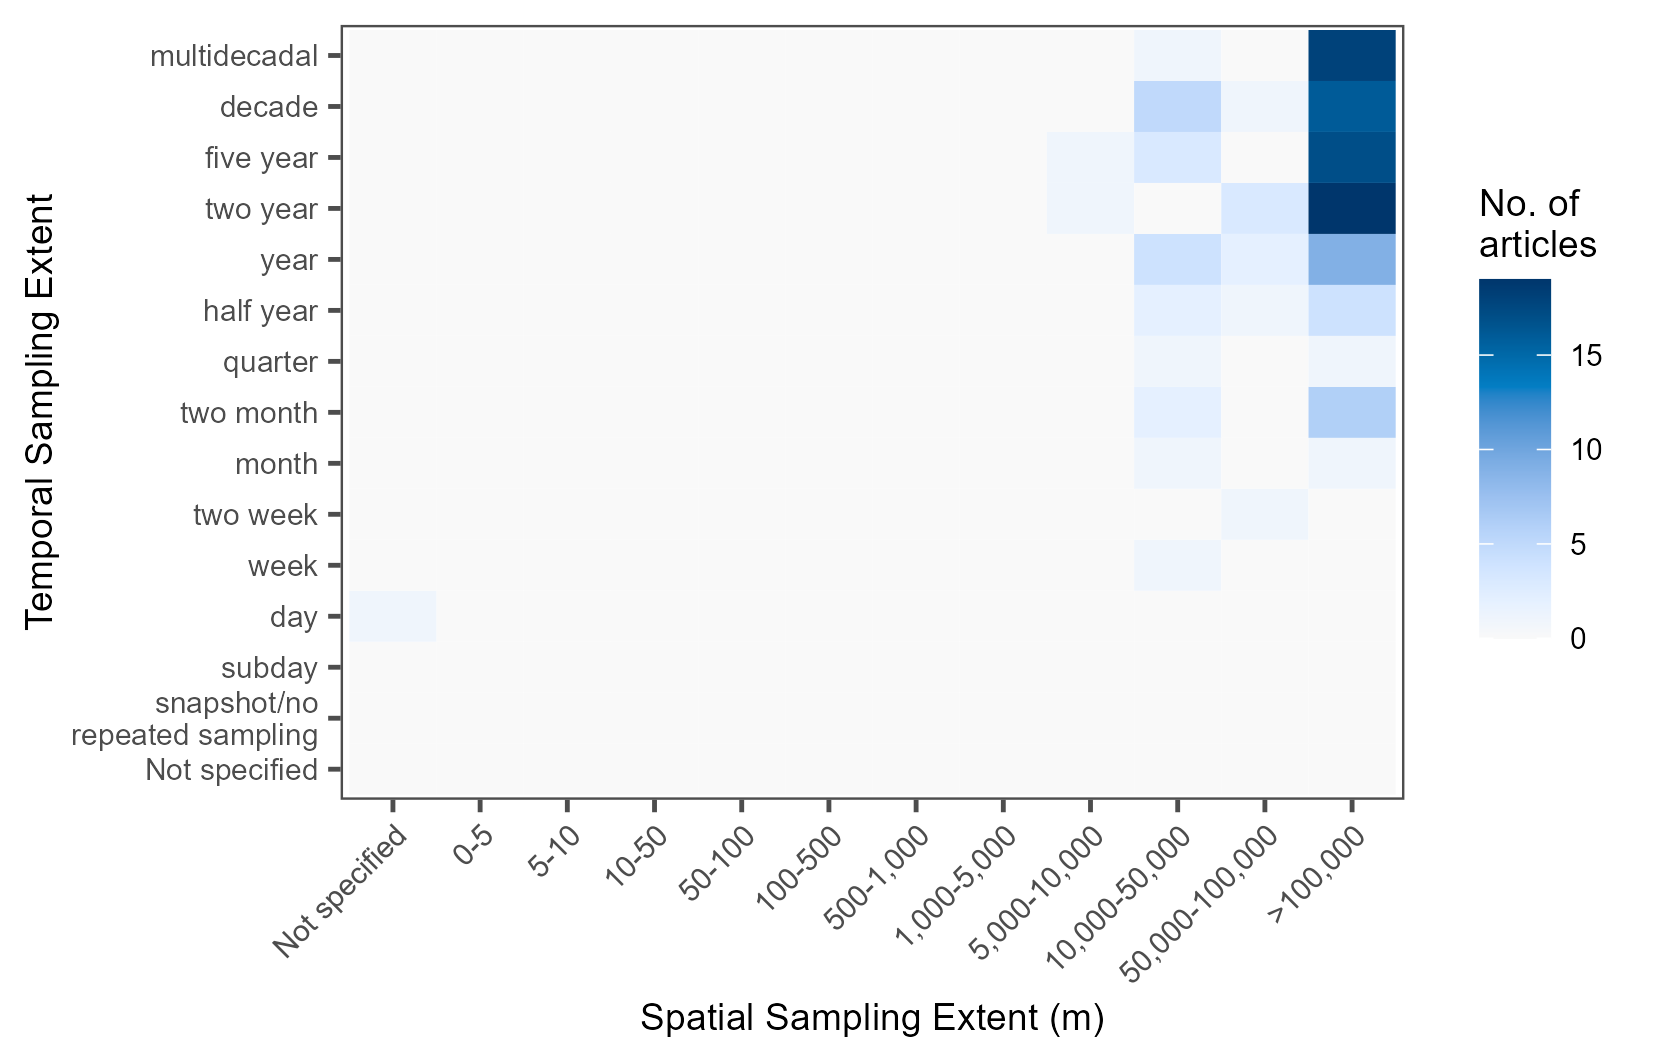 multidecadal
decade
five year
two year
year
half year
quarter
two month
month
two week
week
day
subday
snapshot/no
repeated sampling
Not specified
Temporal Sampling Extent
Not specified
0-5
5-10
10-50
50-100
100-500
500-1,000
1,000-5,000
5,000-10,000
10,000-50,000
50,000-100,000
>100,000
Spatial Sampling Extent (m)
No. of
articles
15
10
5
0